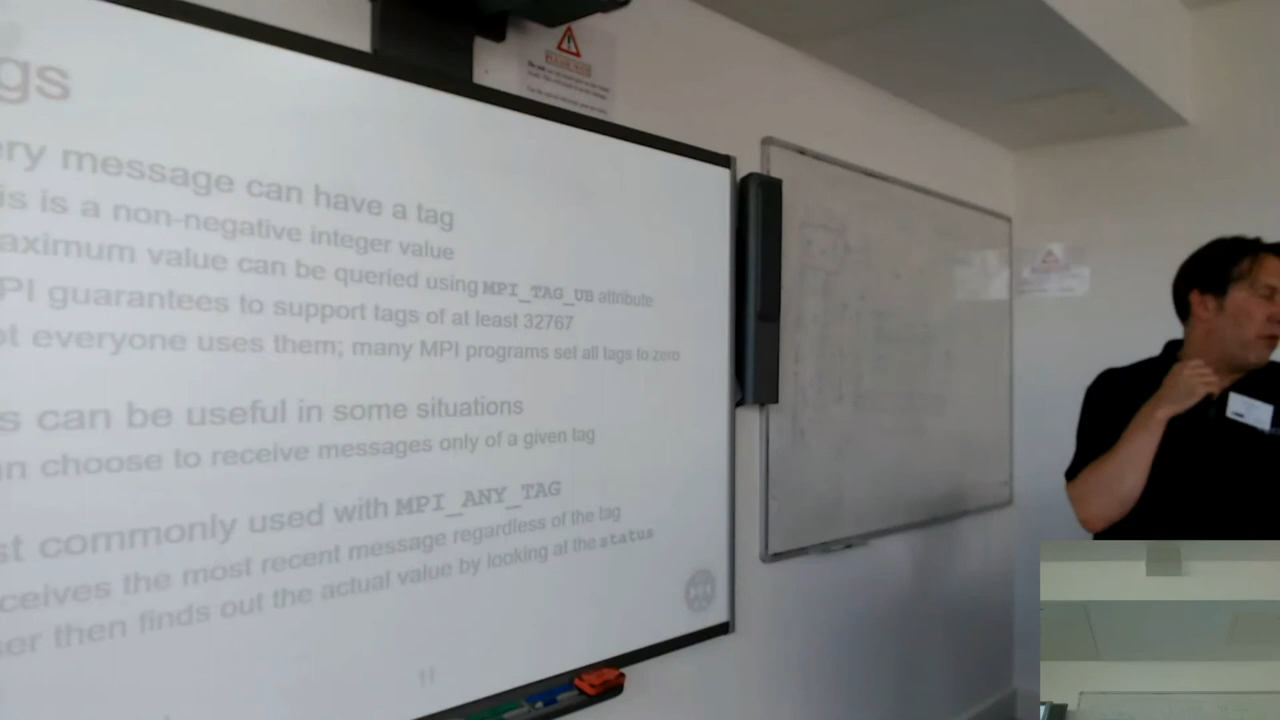 gs
ery message can have a tag
is is a non-negative integer value
aximum value can be queried using MPI_TAG_UB attribute
PI guarantees to support tags of at least 32767
ot everyone uses them; many MPI programs set all tags to zero
s can be useful in some situations
an choose to receive messages only of a given tag
st commonly used with MPI_ANY_TAG
ceives the most recent message regardless of the tag
ser then finds out the actual value by looking at the status
11